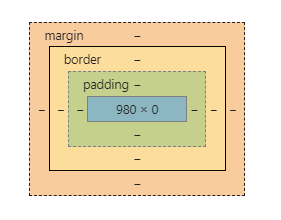 margin –
border –
padding –
– – – 980 × 0 – – –
–
–
–